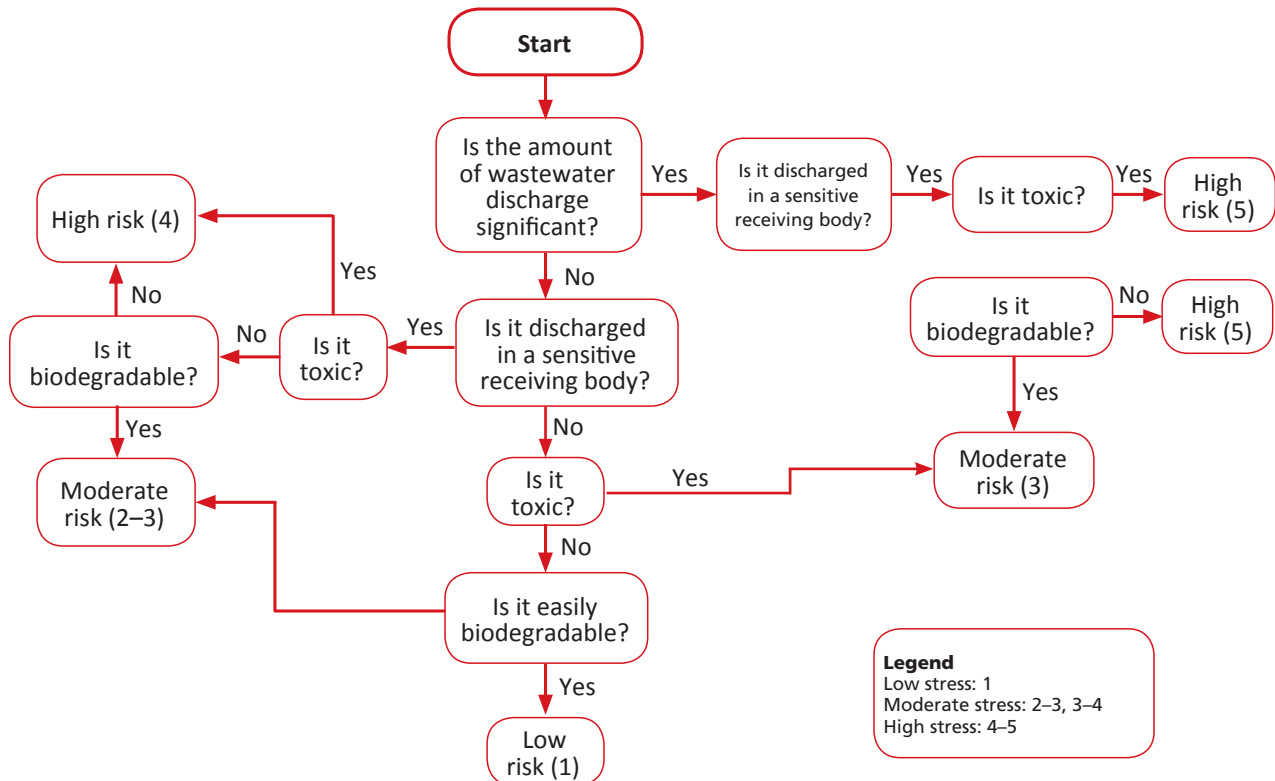 Start
Is the amount
of wastewater
discharge
significant?
Yes
Is it discharged
in a sensitive
receiving body?
Yes
Is it toxic?
Yes
High
risk (5)
High risk (4)
Yes
No
No
Is it
biodegradable?
No
Is it
toxic?
Yes
Is it discharged
in a sensitive
receiving body?
Is it
biodegradable?
No
High
risk (5)
Yes
Yes
No
Moderate
risk (2–3)
Is it
toxic?
Yes
Moderate
risk (3)
No
Is it easily
biodegradable?
Yes
Low
risk (1)
Legend
Low stress: 1
Moderate stress: 2–3, 3–4
High stress: 4–5